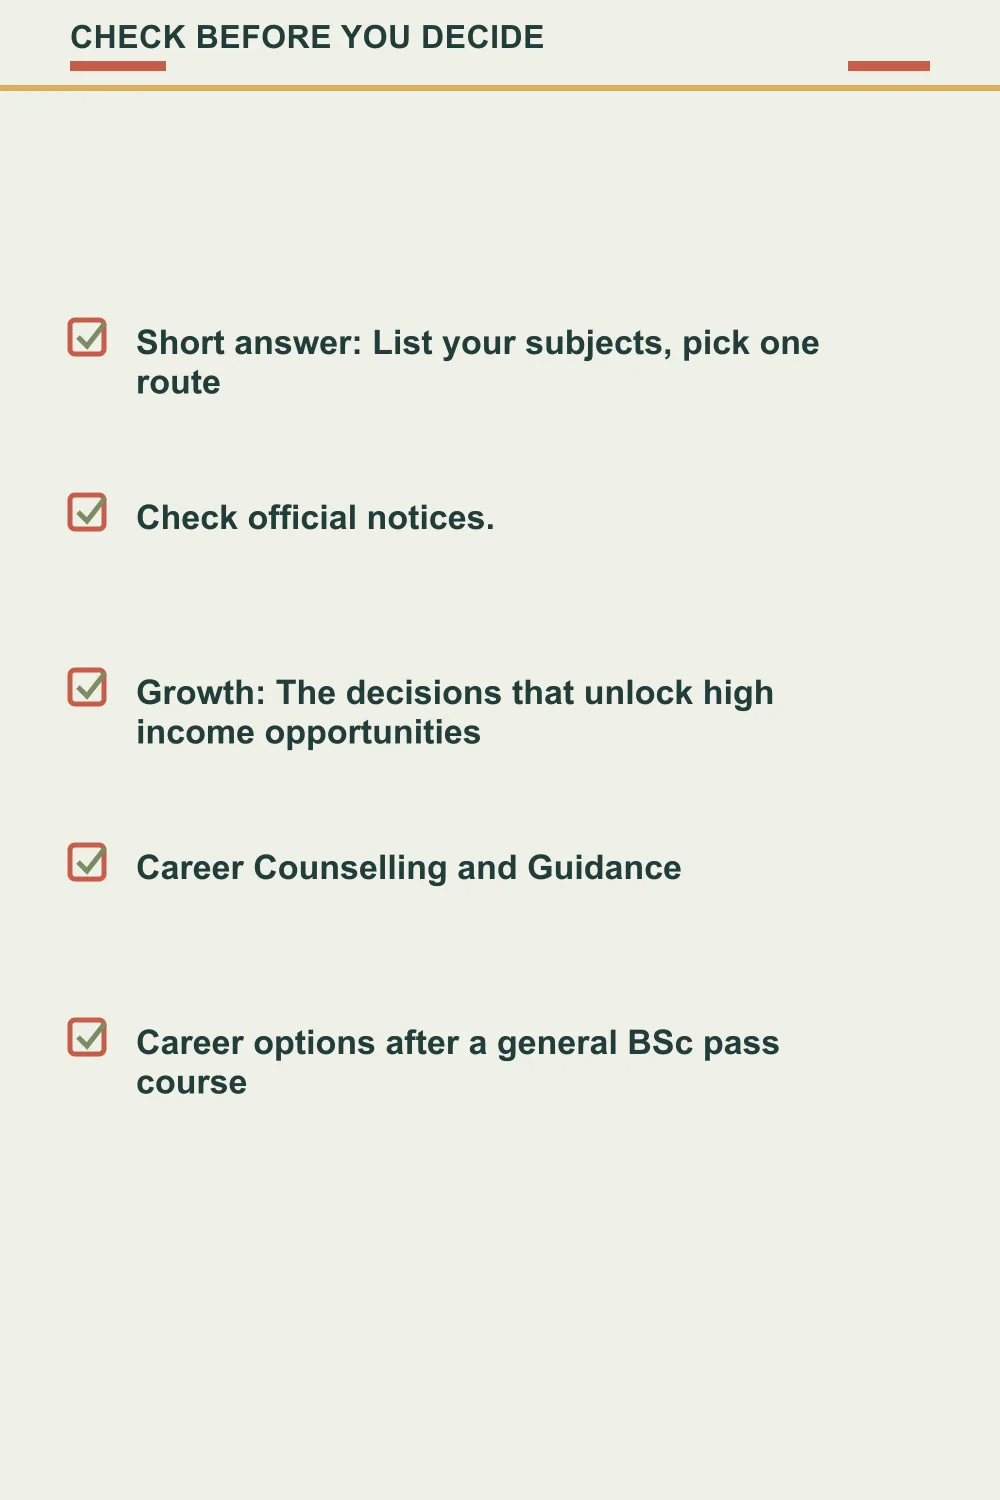 CHECK BEFORE YOU DECIDE
Short answer: List your subjects, pick one
route
Check official notices.
Growth: The decisions that unlock high
income opportunities
Career Counselling and Guidance
Career options after a general BSc pass
course